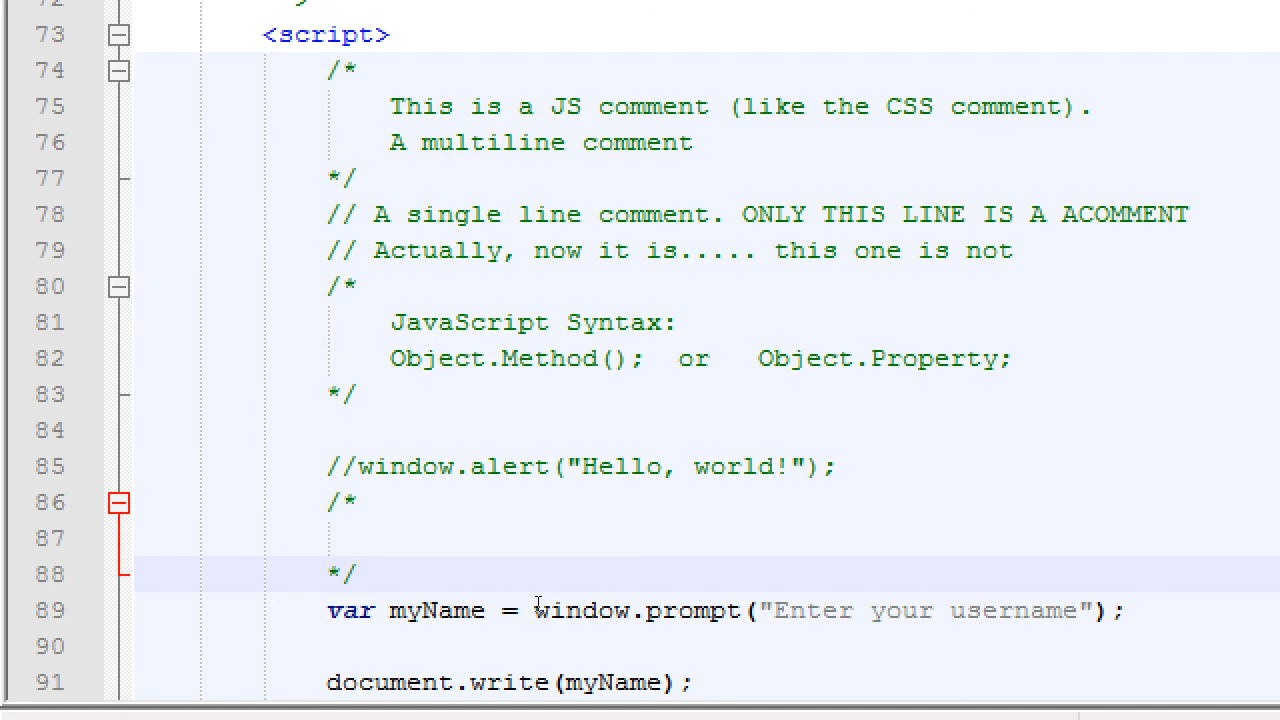 72
73 <script>
74 /*
75 This is a JS comment (like the CSS comment).
76 A multiline comment
77 */
78 // A single line comment. ONLY THIS LINE IS A ACOMMENT
79 // Actually, now it is..... this one is not
80 /*
81 JavaScript Syntax:
82 Object.Method(); or Object.Property;
83 */
84
85 //window.alert("Hello, world!");
86 /*
87
88 */
89 var myName = window.prompt("Enter your username");
90
91 document.write(myName);